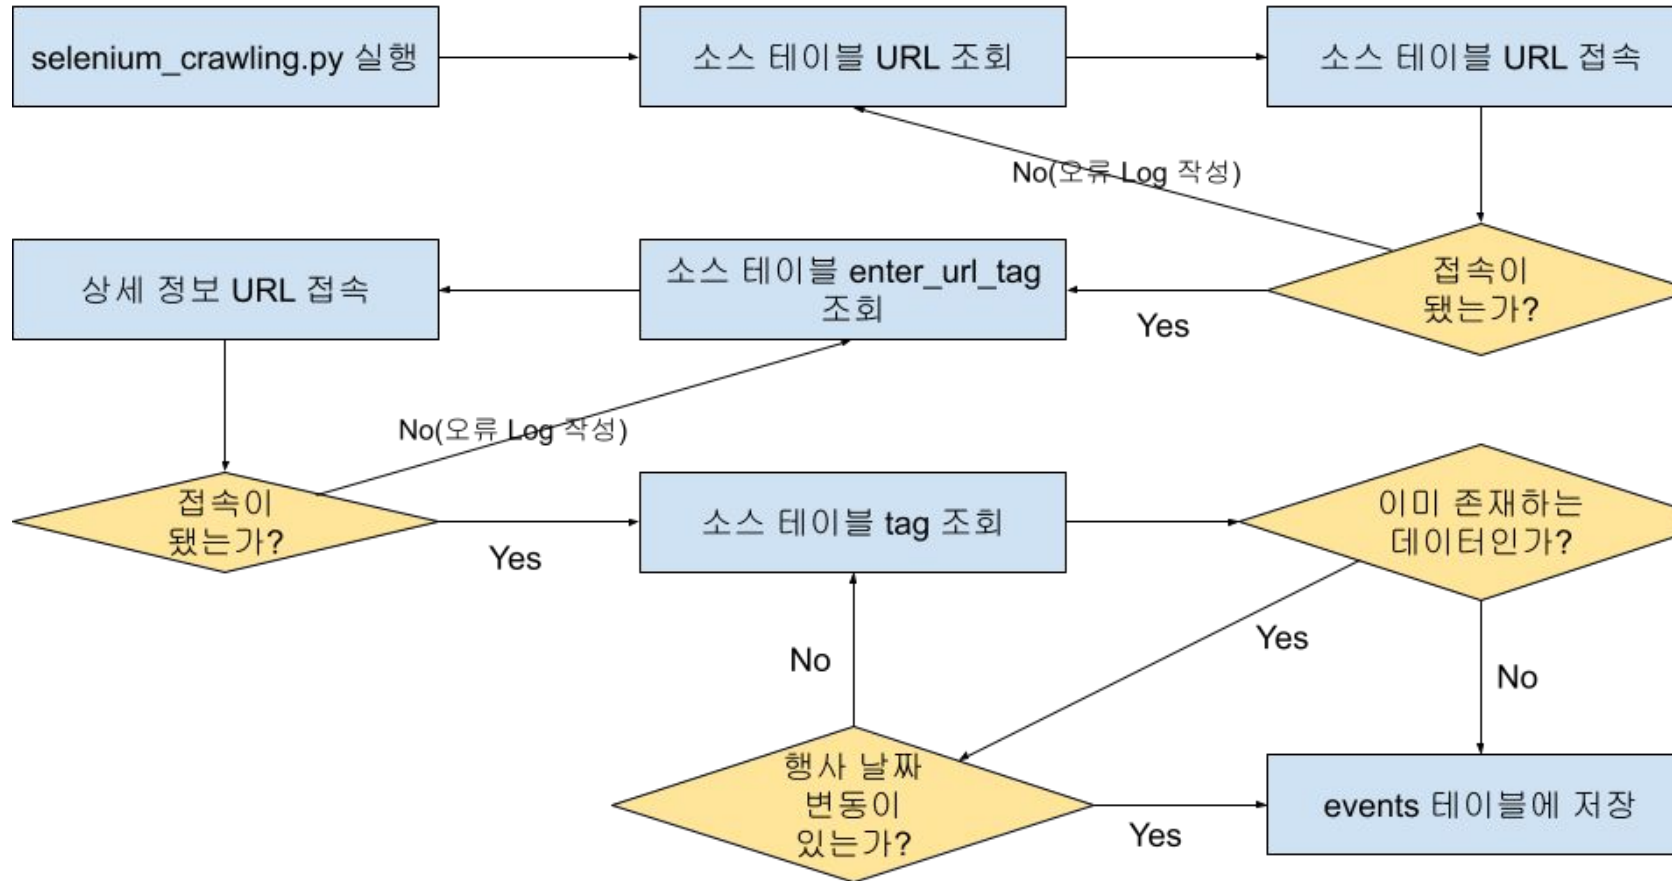 selenium_crawling.py 실행
소스 테이블 URL 조회
소스 테이블 URL 접속
No(오류 Log 작성)
상세 정보 URL 접속
소스 테이블 enter_url_tag
조회
접속이
됐는가?
Yes
No(오류 Log 작성)
접속이
됐는가?
Yes
소스 테이블 tag 조회
이미 존재하는
데이터인가?
No
Yes
No
행사 날짜
변동이
있는가?
Yes
events 테이블에 저장